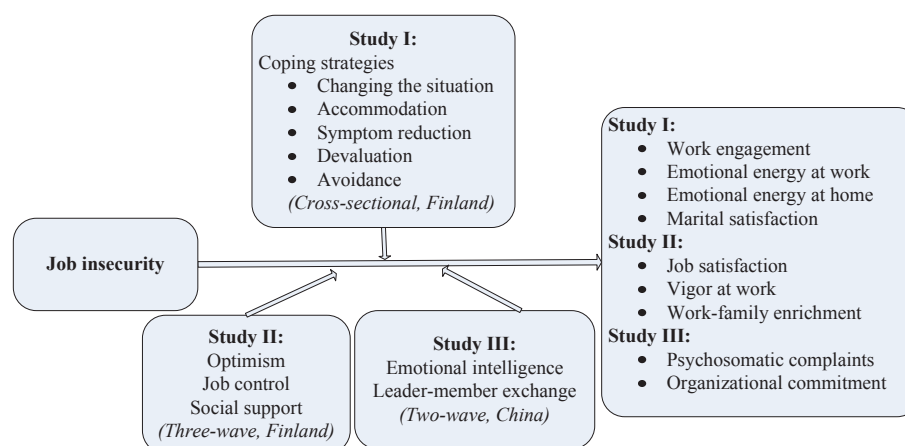 Study I:
Coping strategies
• Changing the situation
• Accommodation
• Symptom reduction
• Devaluation
• Avoidance
(Cross-sectional, Finland)
Job insecurity
Study II:
Optimism
Job control
Social support
(Three-wave, Finland)
Study III:
Emotional intelligence
Leader-member exchange
(Two-wave, China)
Study I:
• Work engagement
• Emotional energy at work
• Emotional energy at home
• Marital satisfaction
Study II:
• Job satisfaction
• Vigor at work
• Work-family enrichment
Study III:
• Psychosomatic complaints
• Organizational commitment